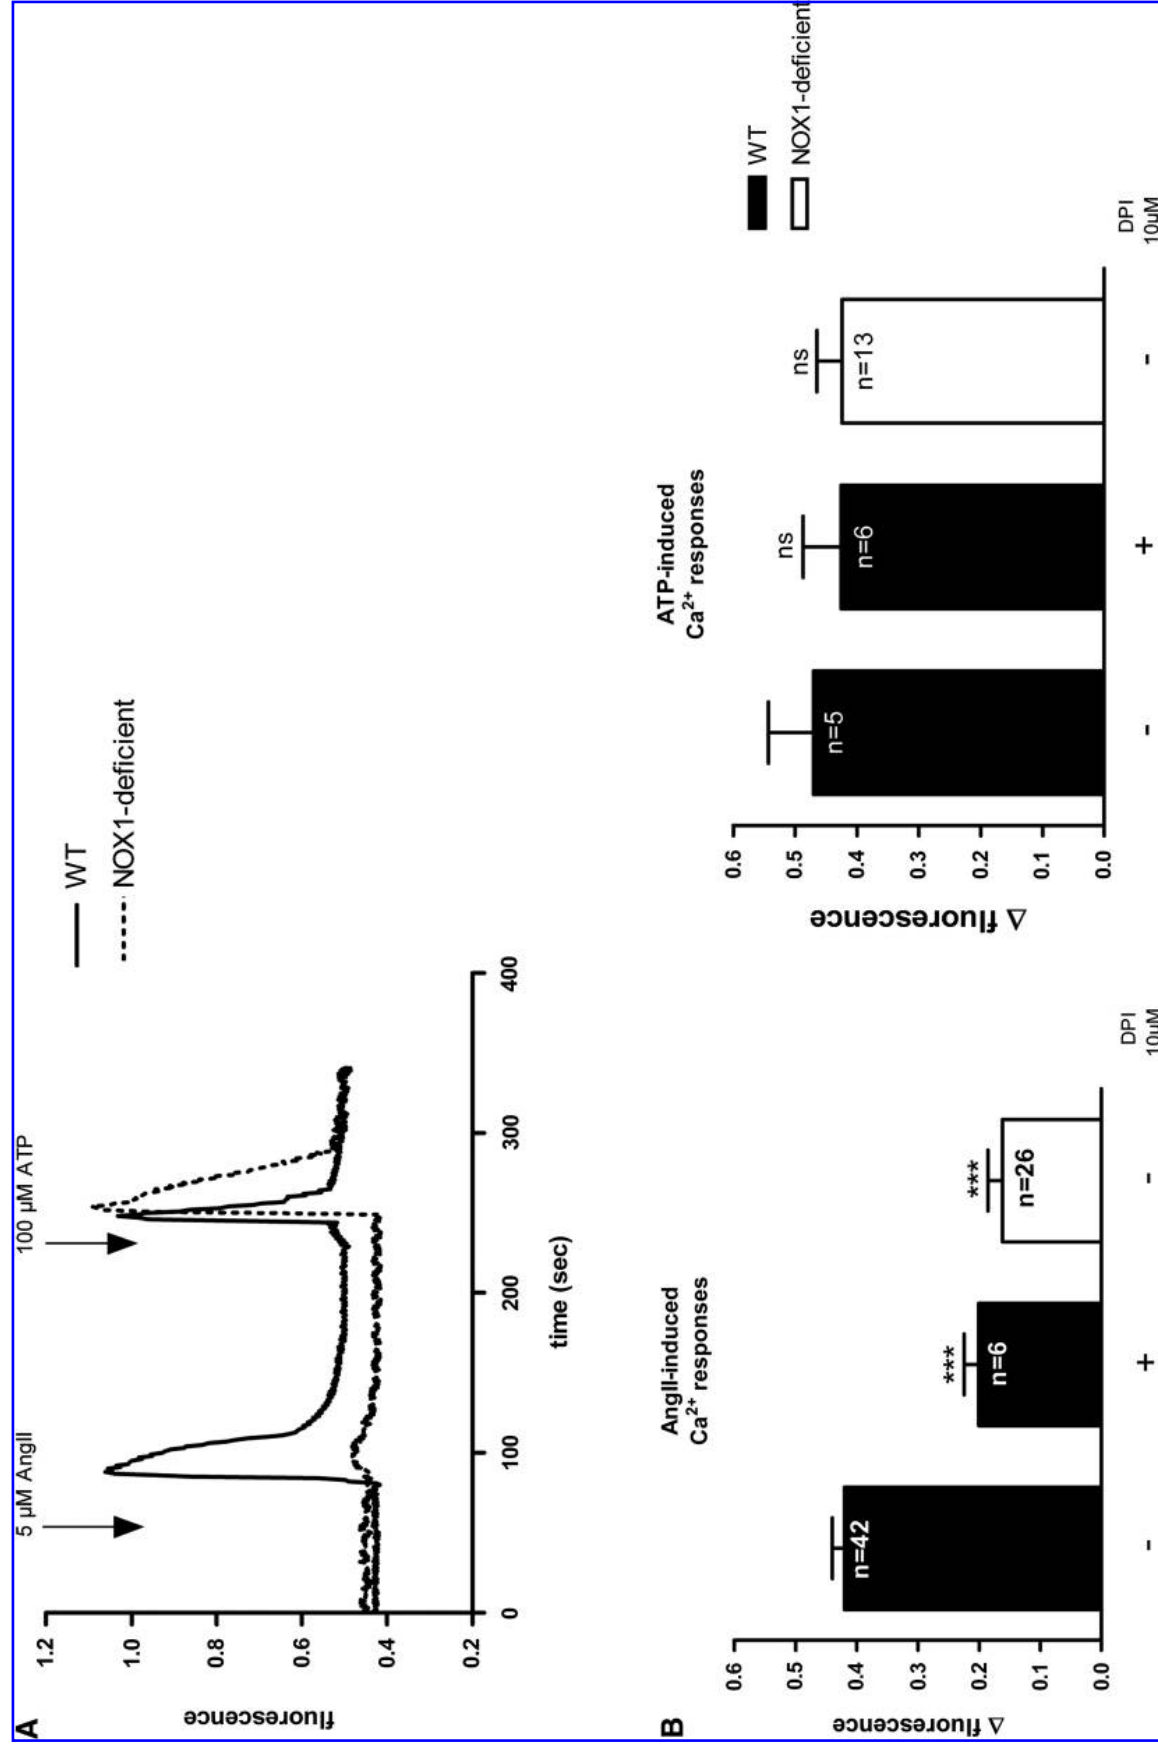 A
5 µM AngII
100 µM ATP
WT
NOX1-deficient
fluorescence
1.2
1.0
0.8
0.6
0.4
0.2
0
100
200
300
400
time (sec)
B
AngII-induced
Ca²⁺ responses
Δ fluorescence
0.6
0.5
0.4
0.3
0.2
0.1
0.0
n=42
***
n=6
***
n=26
-
+
-
DPI
10µM
ATP-induced
Ca²⁺ responses
WT
NOX1-deficient
Δ fluorescence
0.6
0.5
0.4
0.3
0.2
0.1
0.0
n=5
ns
n=6
ns
n=13
-
+
-
DPI
10µM